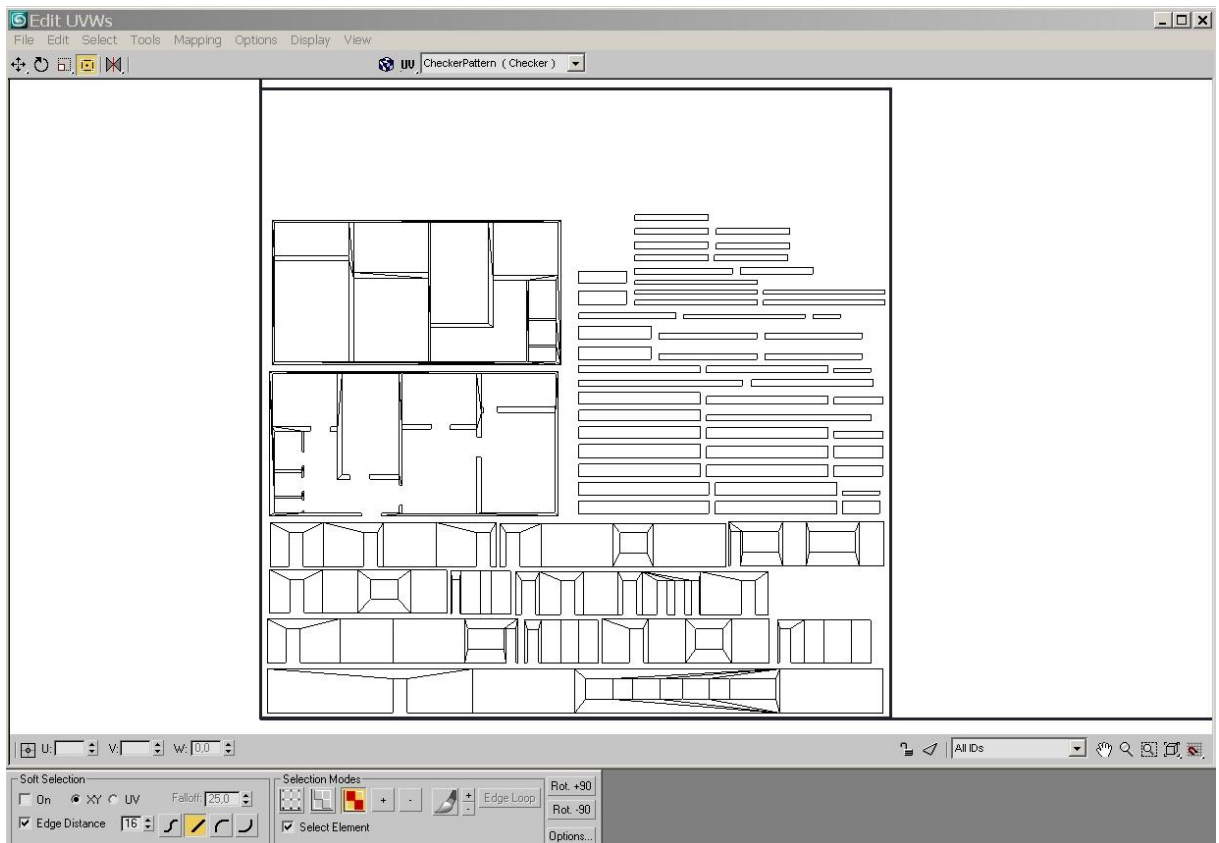 Edit UVWs
File Edit Select Tools Mapping Options Display View
UV CheckerPattern ( Checker )
U: V: W: 0,0 All IDs
Soft Selection Selection Modes Rot. +90
On XY UV Falloff: 25,0 + - + - Edge Loop Rot. -90
Edge Distance 16 Select Element Options...